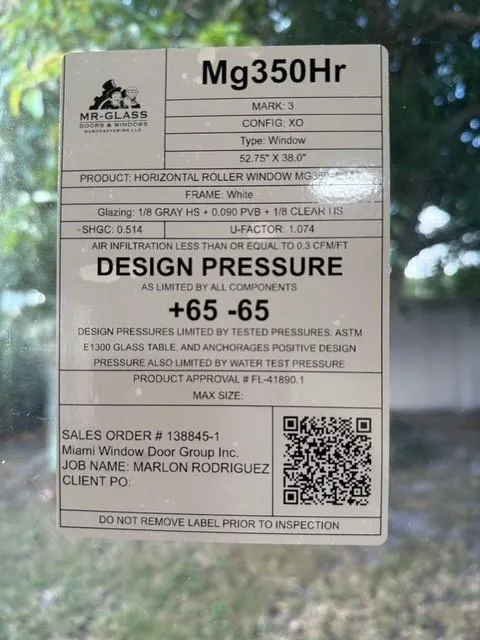 Mg350Hr
MR-GLASS
DOORS & WINDOWS
MANUFACTURING LLC.
MARK: 3
CONFIG: XO
Type: Window
52.75" X 38.0"
PRODUCT: HORIZONTAL ROLLER WINDOW
FRAME: White
Glazing: 1/8 GRAY HS + 0.090 PVB + 1/8 CLEAR HS
SHGC: 0.514
U-FACTOR: 1.074
AIR INFILTRATION LESS THAN OR EQUAL TO 0.3 CFM/FT
DESIGN PRESSURE
AS LIMITED BY ALL COMPONENTS
+65 -65
DESIGN PRESSURES LIMITED BY TESTED PRESSURES. ASTM
E1300 GLASS TABLE, AND ANCHORAGES POSITIVE DESIGN
PRESSURE ALSO LIMITED BY WATER TEST PRESSURE
PRODUCT APPROVAL # FL-41890.1
MAX SIZE:
SALES ORDER # 138845-1
Miami Window Door Group Inc.
JOB NAME: MARLON RODRIGUEZ
CLIENT PO:
DO NOT REMOVE LABEL PRIOR TO INSPECTION